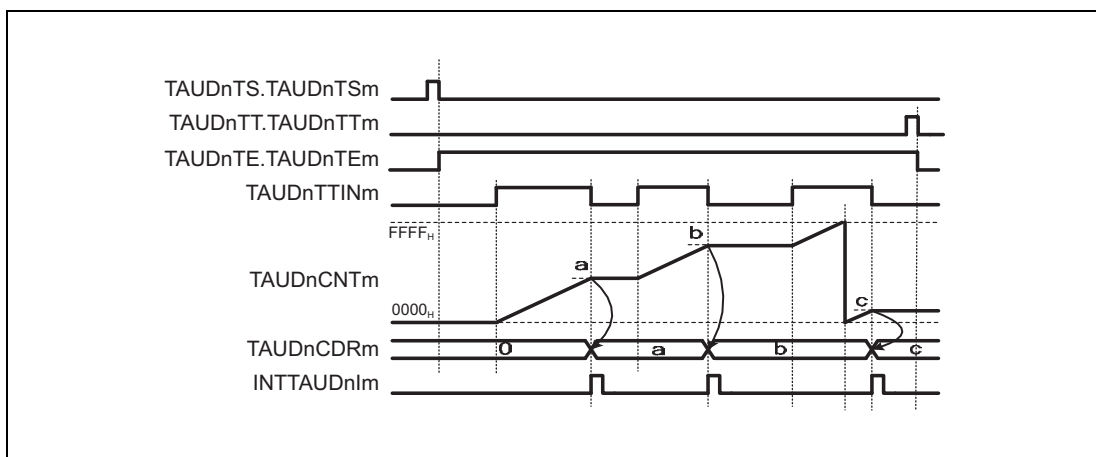 TAUDnTS.TAUDnTSm
TAUDnTT.TAUDnTTm
TAUDnTE.TAUDnTEm
TAUDnTTINm
FFFFH
b
a
TAUDnCNTm
c
0000H
TAUDnCDRm 0 a b c
INTTAUDnIm